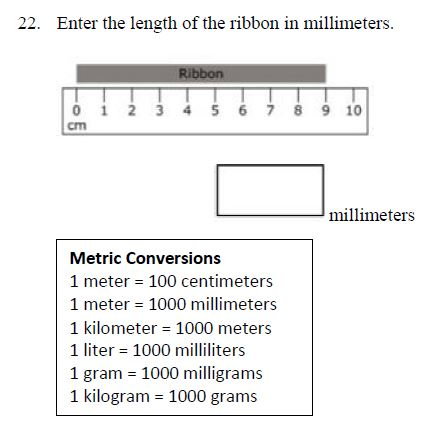 22. Enter the length of the ribbon in millimeters.
Ribbon
0 1 2 3 4 5 6 7 8 9 10
cm
millimeters
Metric Conversions
1 meter = 100 centimeters
1 meter = 1000 millimeters
1 kilometer = 1000 meters
1 liter = 1000 milliliters
1 gram = 1000 milligrams
1 kilogram = 1000 grams